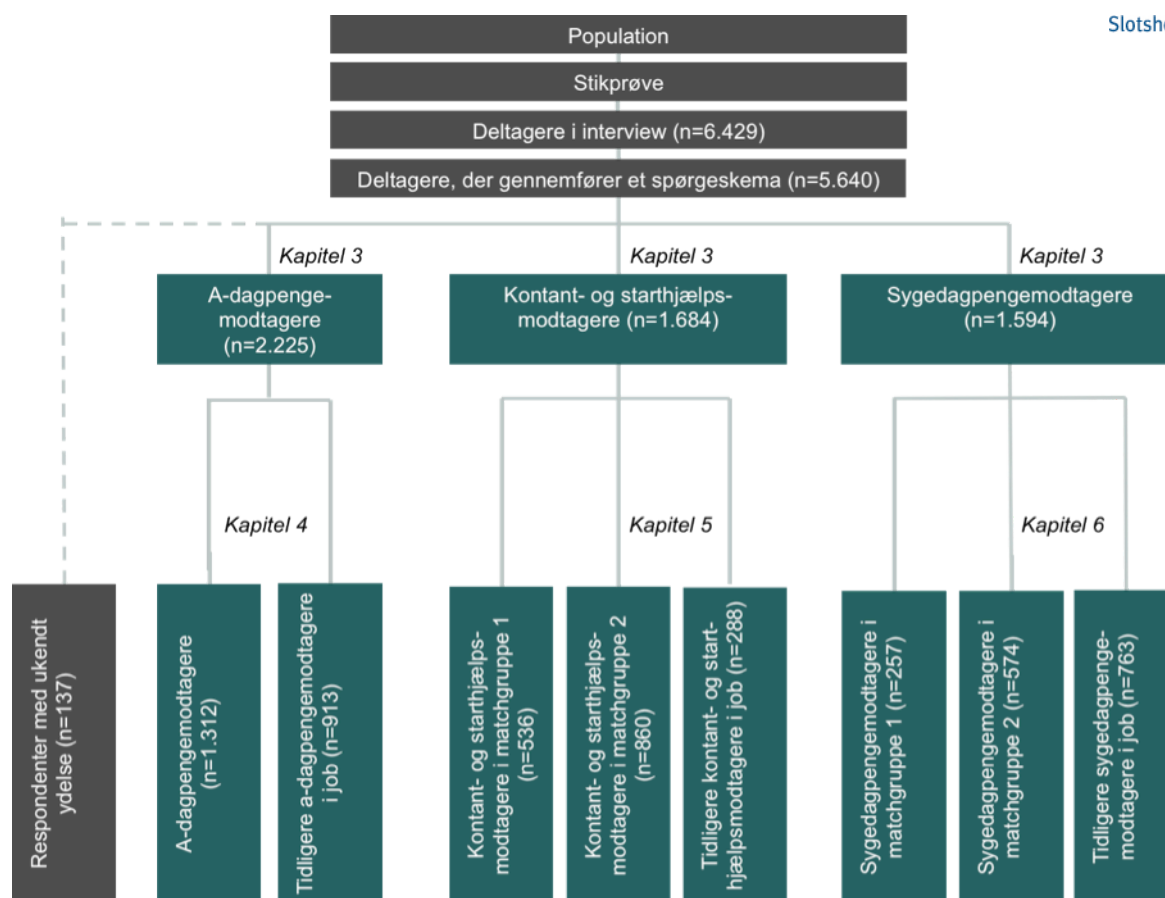 Slotsh
Population
Stikprøve
Deltagere i interview (n=6.429)
Deltagere, der gennemfører et spørgeskema (n=5.640)
Kapitel 3
Kapitel 3
Kapitel 3
A-dagpenge-
modtagere
(n=2.225)
Kontant- og starthjælps-
modtagere (n=1.684)
Sygedagpengemodtagere
(n=1.594)
Kapitel 4
Kapitel 5
Kapitel 6
Respondenter med ukendt
ydelse (n=137)
A-dagpengemodtagere
(n=1.312)
Tidligere a-dagpengemodtagere
i job (n=913)
Kontant- og starthjælps-
modtagere i matchgruppe 1
(n=536)
Kontant- og starthjælps-
modtagere i matchgruppe 2
(n=860)
Tidligere kontant- og start-
hjælpsmodtagere i job (n=288)
Sygedagpengemodtagere i
matchgruppe 1 (n=257)
Sygedagpengemodtagere i
matchgruppe 2 (n=574)
Tidligere sygedagpenge-
modtagere i job (n=763)